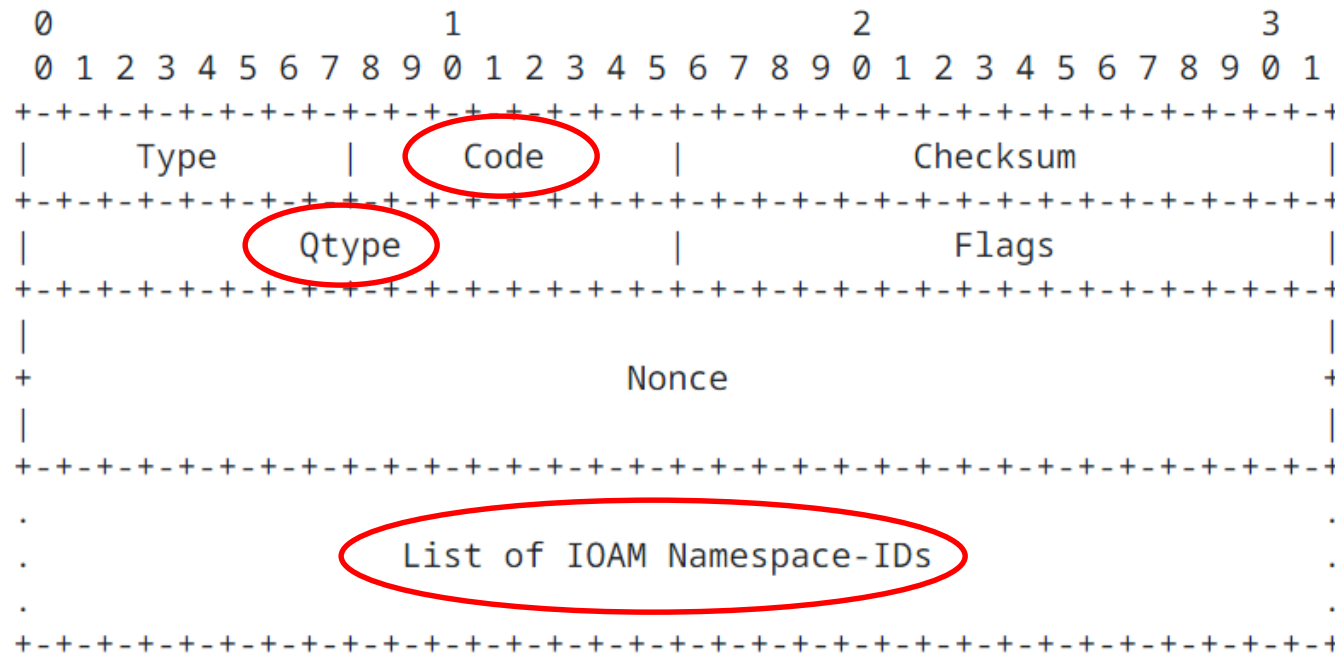 0                   1                   2                   3
 0 1 2 3 4 5 6 7 8 9 0 1 2 3 4 5 6 7 8 9 0 1 2 3 4 5 6 7 8 9 0 1
+-+-+-+-+-+-+-+-+-+-+-+-+-+-+-+-+-+-+-+-+-+-+-+-+-+-+-+-+-+-+-+-+
|     Type      |     Code      |           Checksum            |
+-+-+-+-+-+-+-+-+-+-+-+-+-+-+-+-+-+-+-+-+-+-+-+-+-+-+-+-+-+-+-+-+
|             Qtype             |             Flags             |
+-+-+-+-+-+-+-+-+-+-+-+-+-+-+-+-+-+-+-+-+-+-+-+-+-+-+-+-+-+-+-+-+
|                                                               |
+                             Nonce                             +
|                                                               |
+-+-+-+-+-+-+-+-+-+-+-+-+-+-+-+-+-+-+-+-+-+-+-+-+-+-+-+-+-+-+-+-+
.                                                               .
.                  List of IOAM Namespace-IDs                   .
.                                                               .
+-+-+-+-+-+-+-+-+-+-+-+-+-+-+-+-+-+-+-+-+-+-+-+-+-+-+-+-+-+-+-+-+